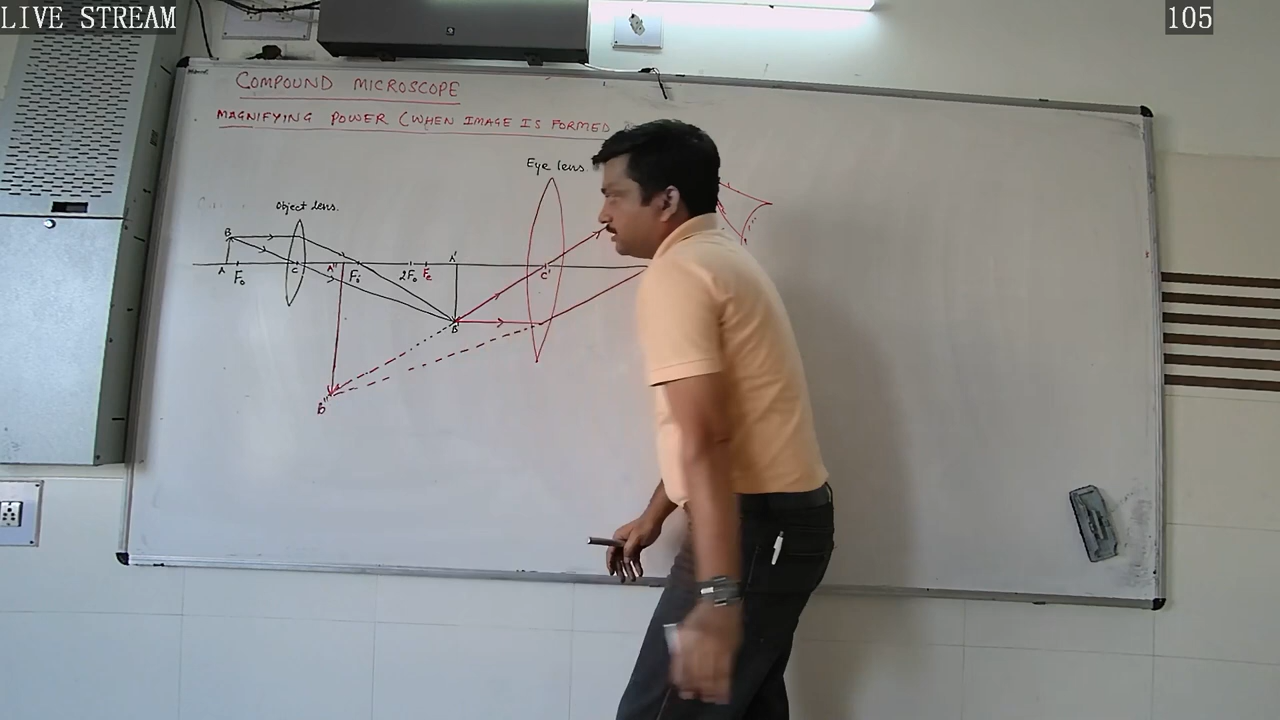 LIVE STREAM
105
COMPOUND MICROSCOPE
MAGNIFYING POWER (WHEN IMAGE IS FORMED
Eye lens
Object lens.
B
A F₀ C A" F₀ 2F₀ Fe A' C'
B'
B"